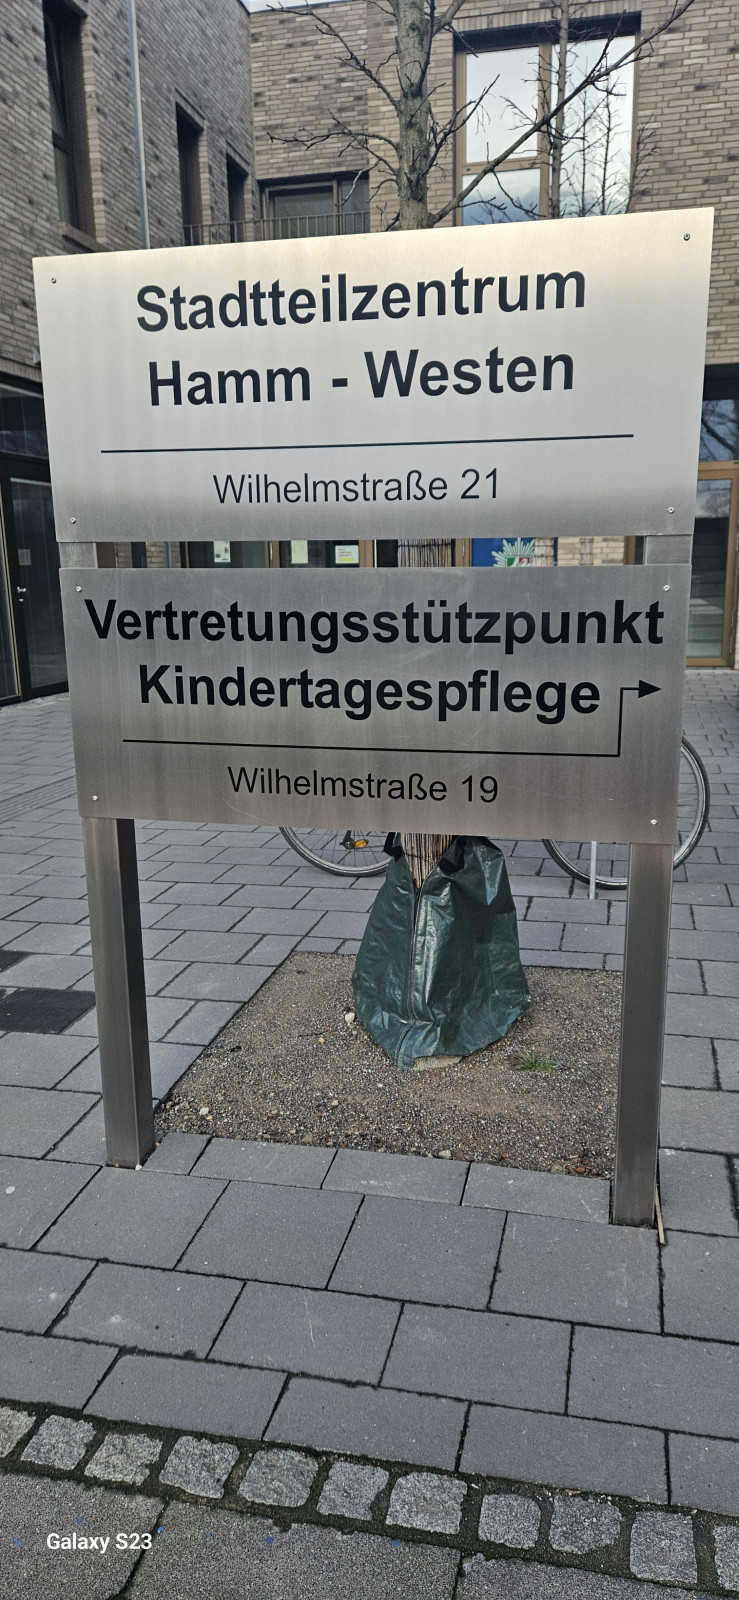 Stadtteilzentrum
Hamm - Westen
Wilhelmstraße 21
Vertretungsstützpunkt
Kindertagespflege
Wilhelmstraße 19
Galaxy S23